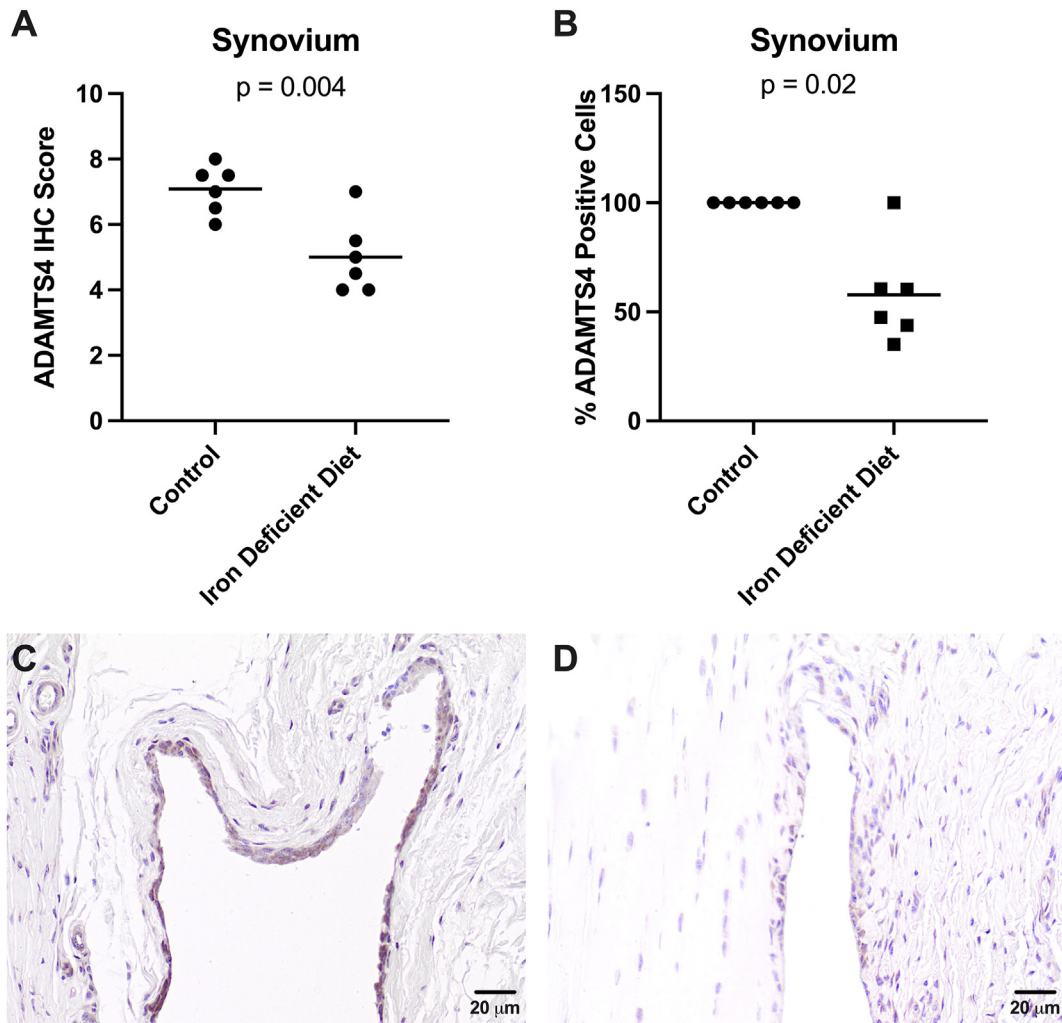 A
Synovium
p = 0.004
ADAMTS4 IHC Score
10
8
6
4
2
0
Control
Iron Deficient Diet
B
Synovium
p = 0.02
% ADAMTS4 Positive Cells
150
100
50
0
Control
Iron Deficient Diet
C
20 μm
D
20 μm